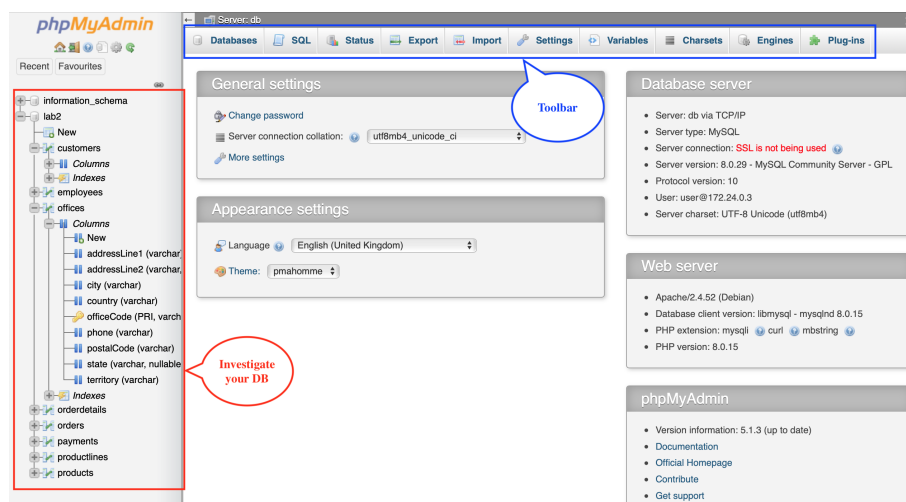 phpMyAdmin
Recent Favourites
information_schema
lab2
New
customers
Columns
Indexes
employees
offices
Columns
New
addressLine1 (varchar)
addressLine2 (varchar,
city (varchar)
country (varchar)
officeCode (PRI, varch
phone (varchar)
postalCode (varchar)
state (varchar, nullable
territory (varchar)
Indexes
orderdetails
orders
payments
productlines
products
Server: db
Databases SQL Status Export Import Settings Variables Charsets Engines Plug-ins
Toolbar
Investigate
your DB
General settings
Change password
Server connection collation: utf8mb4_unicode_ci
More settings
Appearance settings
Language English (United Kingdom)
Theme: pmahomme
Database server
Server: db via TCP/IP
Server type: MySQL
Server connection: SSL is not being used
Server version: 8.0.29 - MySQL Community Server - GPL
Protocol version: 10
User: user@172.24.0.3
Server charset: UTF-8 Unicode (utf8mb4)
Web server
Apache/2.4.52 (Debian)
Database client version: libmysql - mysqlnd 8.0.15
PHP extension: mysqli curl mbstring
PHP version: 8.0.15
phpMyAdmin
Version information: 5.1.3 (up to date)
Documentation
Official Homepage
Contribute
Get support